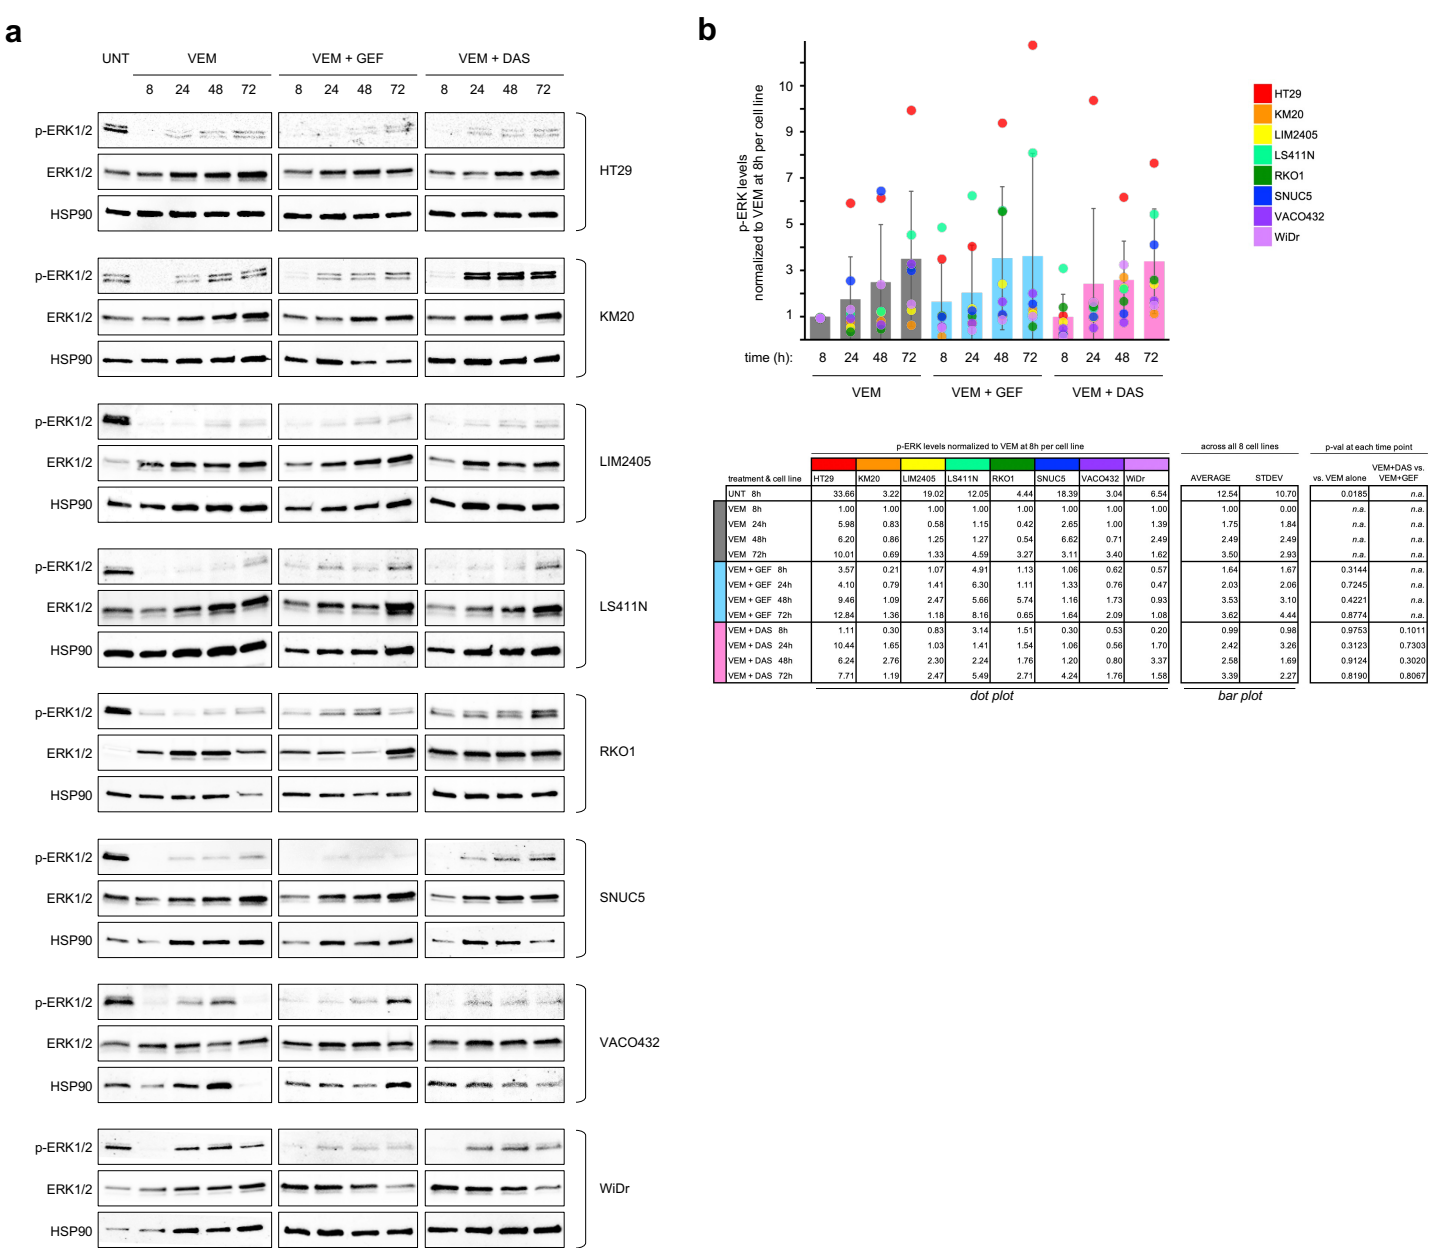 a
UNT VEM VEM + GEF VEM + DAS
8 24 48 72 8 24 48 72 8 24 48 72
p-ERK1/2
ERK1/2
HSP90
HT29
p-ERK1/2
ERK1/2
HSP90
KM20
p-ERK1/2
ERK1/2
HSP90
LIM2405
p-ERK1/2
ERK1/2
HSP90
LS411N
p-ERK1/2
ERK1/2
HSP90
RKO1
p-ERK1/2
ERK1/2
HSP90
SNUC5
p-ERK1/2
ERK1/2
HSP90
VACO432
p-ERK1/2
ERK1/2
HSP90
WiDr
b
p-ERK levels
normalized to VEM at 8h per cell line
10
9
7
5
3
1
time (h): 8 24 48 72 8 24 48 72 8 24 48 72
VEM VEM + GEF VEM + DAS
HT29
KM20
LIM2405
LS411N
RKO1
SNUC5
VACO432
WiDr
p-ERK levels normalized to VEM at 8h per cell line across all 8 cell lines p-val at each time point
treatment & cell line HT29 KM20 LIM2405 LS411N RKO1 SNUC5 VACO432 WiDr AVERAGE STDEV vs. VEM alone VEM+DAS vs. VEM+GEF
UNT 8h 33.66 3.22 19.02 12.05 4.44 18.39 3.04 6.54 12.54 10.70 0.0185 n.a.
VEM 8h 1.00 1.00 1.00 1.00 1.00 1.00 1.00 1.00 1.00 0.00 n.a. n.a.
VEM 24h 5.98 0.83 0.58 1.15 0.42 2.65 1.00 1.39 1.75 1.84 n.a. n.a.
VEM 48h 6.20 0.86 1.25 1.27 0.54 6.62 0.71 2.49 2.49 2.49 n.a. n.a.
VEM 72h 10.01 0.69 1.33 4.59 3.27 3.11 3.40 1.62 3.50 2.93 n.a. n.a.
VEM + GEF 8h 3.57 0.21 1.07 4.91 1.13 1.06 0.62 0.57 1.64 1.67 0.3144 n.a.
VEM + GEF 24h 4.10 0.79 1.41 6.30 1.11 1.33 0.76 0.47 2.03 2.06 0.7245 n.a.
VEM + GEF 48h 9.46 1.09 2.47 5.66 5.74 1.16 1.73 0.93 3.53 3.10 0.4221 n.a.
VEM + GEF 72h 12.84 1.36 1.18 8.16 0.65 1.64 2.09 1.08 3.62 4.44 0.8774 n.a.
VEM + DAS 8h 1.11 0.30 0.83 3.14 1.51 0.30 0.53 0.20 0.99 0.98 0.9753 0.1011
VEM + DAS 24h 10.44 1.65 1.03 1.41 1.54 1.06 0.56 1.70 2.42 3.26 0.3123 0.7303
VEM + DAS 48h 6.24 2.76 2.30 2.24 1.76 1.20 0.80 3.37 2.58 1.69 0.9124 0.3020
VEM + DAS 72h 7.71 1.19 2.47 5.49 2.71 4.24 1.76 1.58 3.39 2.27 0.8190 0.8067
dot plot bar plot